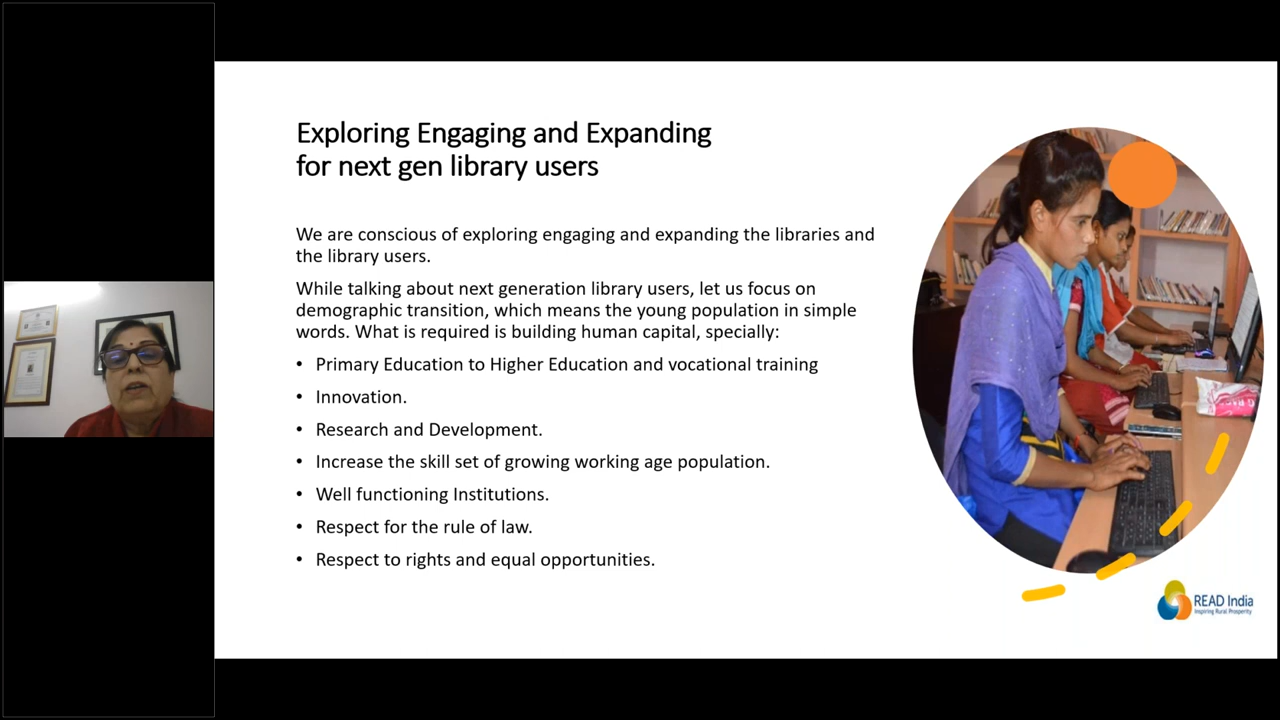 Exploring Engaging and Expanding
for next gen library users
We are conscious of exploring engaging and expanding the libraries and
the library users.
While talking about next generation library users, let us focus on
demographic transition, which means the young population in simple
words. What is required is building human capital, specially:
• Primary Education to Higher Education and vocational training
• Innovation.
• Research and Development.
• Increase the skill set of growing working age population.
• Well functioning Institutions.
• Respect for the rule of law.
• Respect to rights and equal opportunities.
READ India
Inspiring Rural Prosperity